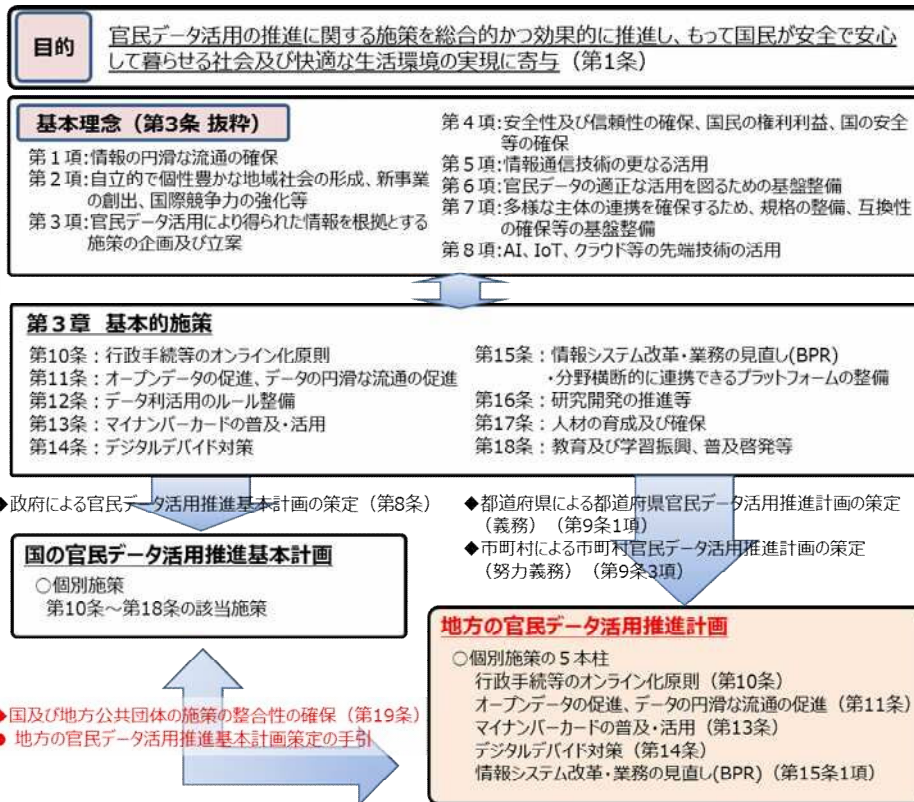 目的
官民データ活用の推進に関する施策を総合的かつ効果的に推進し、もって国民が安全で安心
して暮らせる社会及び快適な生活環境の実現に寄与（第1条）
基本理念（第3条 抜粋）
第１項:情報の円滑な流通の確保
第２項:自立的で個性豊かな地域社会の形成、新事業
の創出、国際競争力の強化等
第３項:官民データ活用により得られた情報を根拠とする
施策の企画及び立案
第４項:安全性及び信頼性の確保、国民の権利利益、国の安全
等の確保
第５項:情報通信技術の更なる活用
第６項:官民データの適正な活用を図るための基盤整備
第７項:多様な主体の連携を確保するため、規格の整備、互換性
の確保等の基盤整備
第８項:AI、IoT、クラウド等の先端技術の活用
第３章 基本的施策
第10条：行政手続等のオンライン化原則
第11条：オープンデータの促進、データの円滑な流通の促進
第12条：データ利活用のルール整備
第13条：マイナンバーカードの普及・活用
第14条：デジタルデバイド対策
第15条：情報システム改革・業務の見直し(BPR)
・分野横断的に連携できるプラットフォームの整備
第16条：研究開発の推進等
第17条：人材の育成及び確保
第18条：教育及び学習振興、普及啓発等
◆政府による官民データ活用推進基本計画の策定（第8条）
◆都道府県による都道府県官民データ活用推進計画の策定
（義務）（第9条1項）
◆市町村による市町村官民データ活用推進計画の策定
（努力義務）（第9条3項）
国の官民データ活用推進基本計画
○個別施策
第10条～第18条の該当施策
地方の官民データ活用推進計画
○個別施策の５本柱
行政手続等のオンライン化原則（第10条）
オープンデータの促進、データの円滑な流通の促進（第11条）
マイナンバーカードの普及・活用（第13条）
デジタルデバイド対策（第14条）
情報システム改革・業務の見直し(BPR)（第15条1項）
◆国及び地方公共団体の施策の整合性の確保（第19条）
● 地方の官民データ活用推進基本計画策定の手引